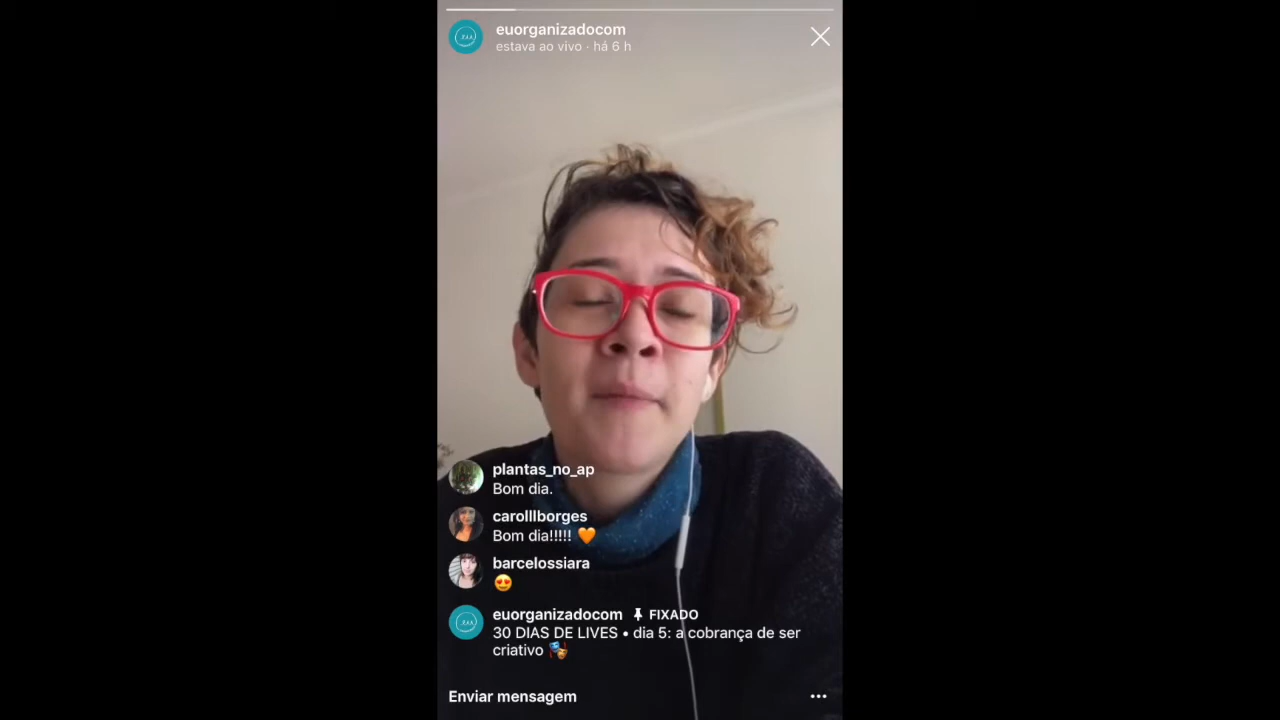 euorganizadocom
estava ao vivo · há 6 h
plantas_no_ap
Bom dia.
carolllborges
Bom dia!!!!! 🧡
barcelossiara
😍
euorganizadocom FIXADO
30 DIAS DE LIVES • dia 5: a cobrança de ser
criativo 🎭
Enviar mensagem